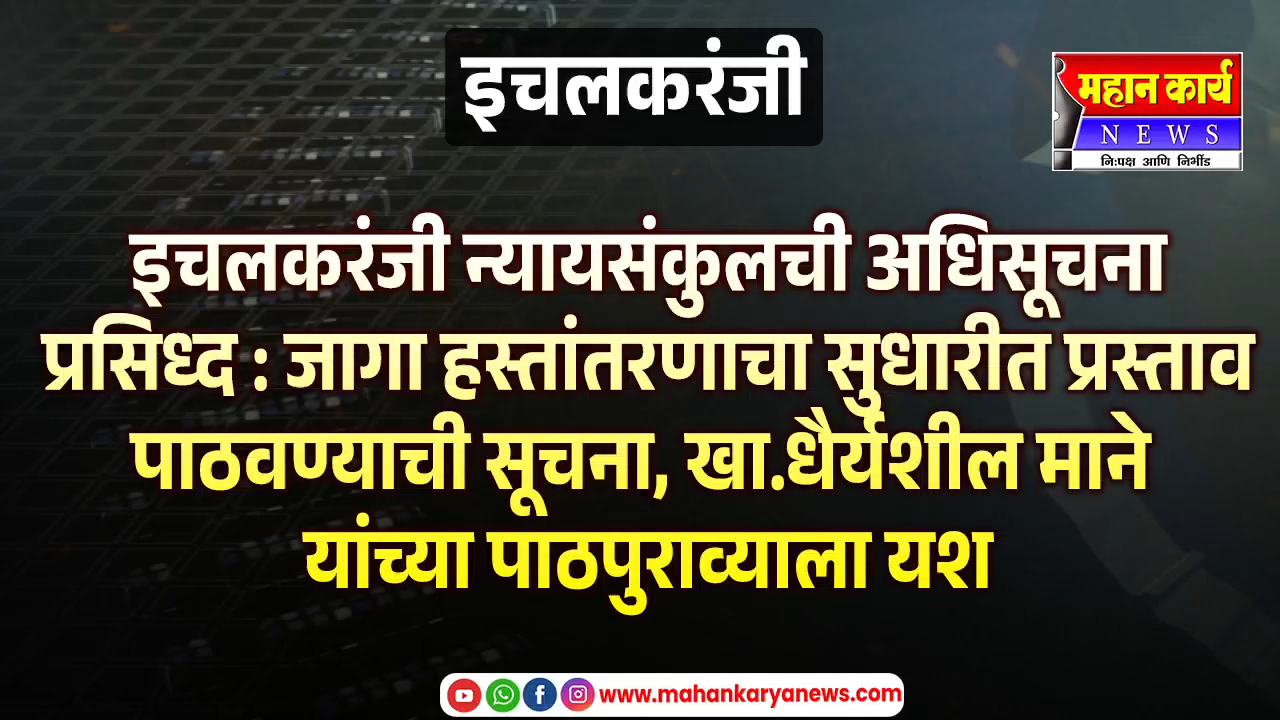 इचलकरंजी
महान कार्य
NEWS
नि:पक्ष आणि निर्भीड
इचलकरंजी न्यायसंकुलची अधिसूचना
प्रसिध्द : जागा हस्तांतरणाचा सुधारीत प्रस्ताव
पाठवण्याची सूचना, खा.धैर्यशील माने
यांच्या पाठपुराव्याला यश
www.mahankaryanews.com